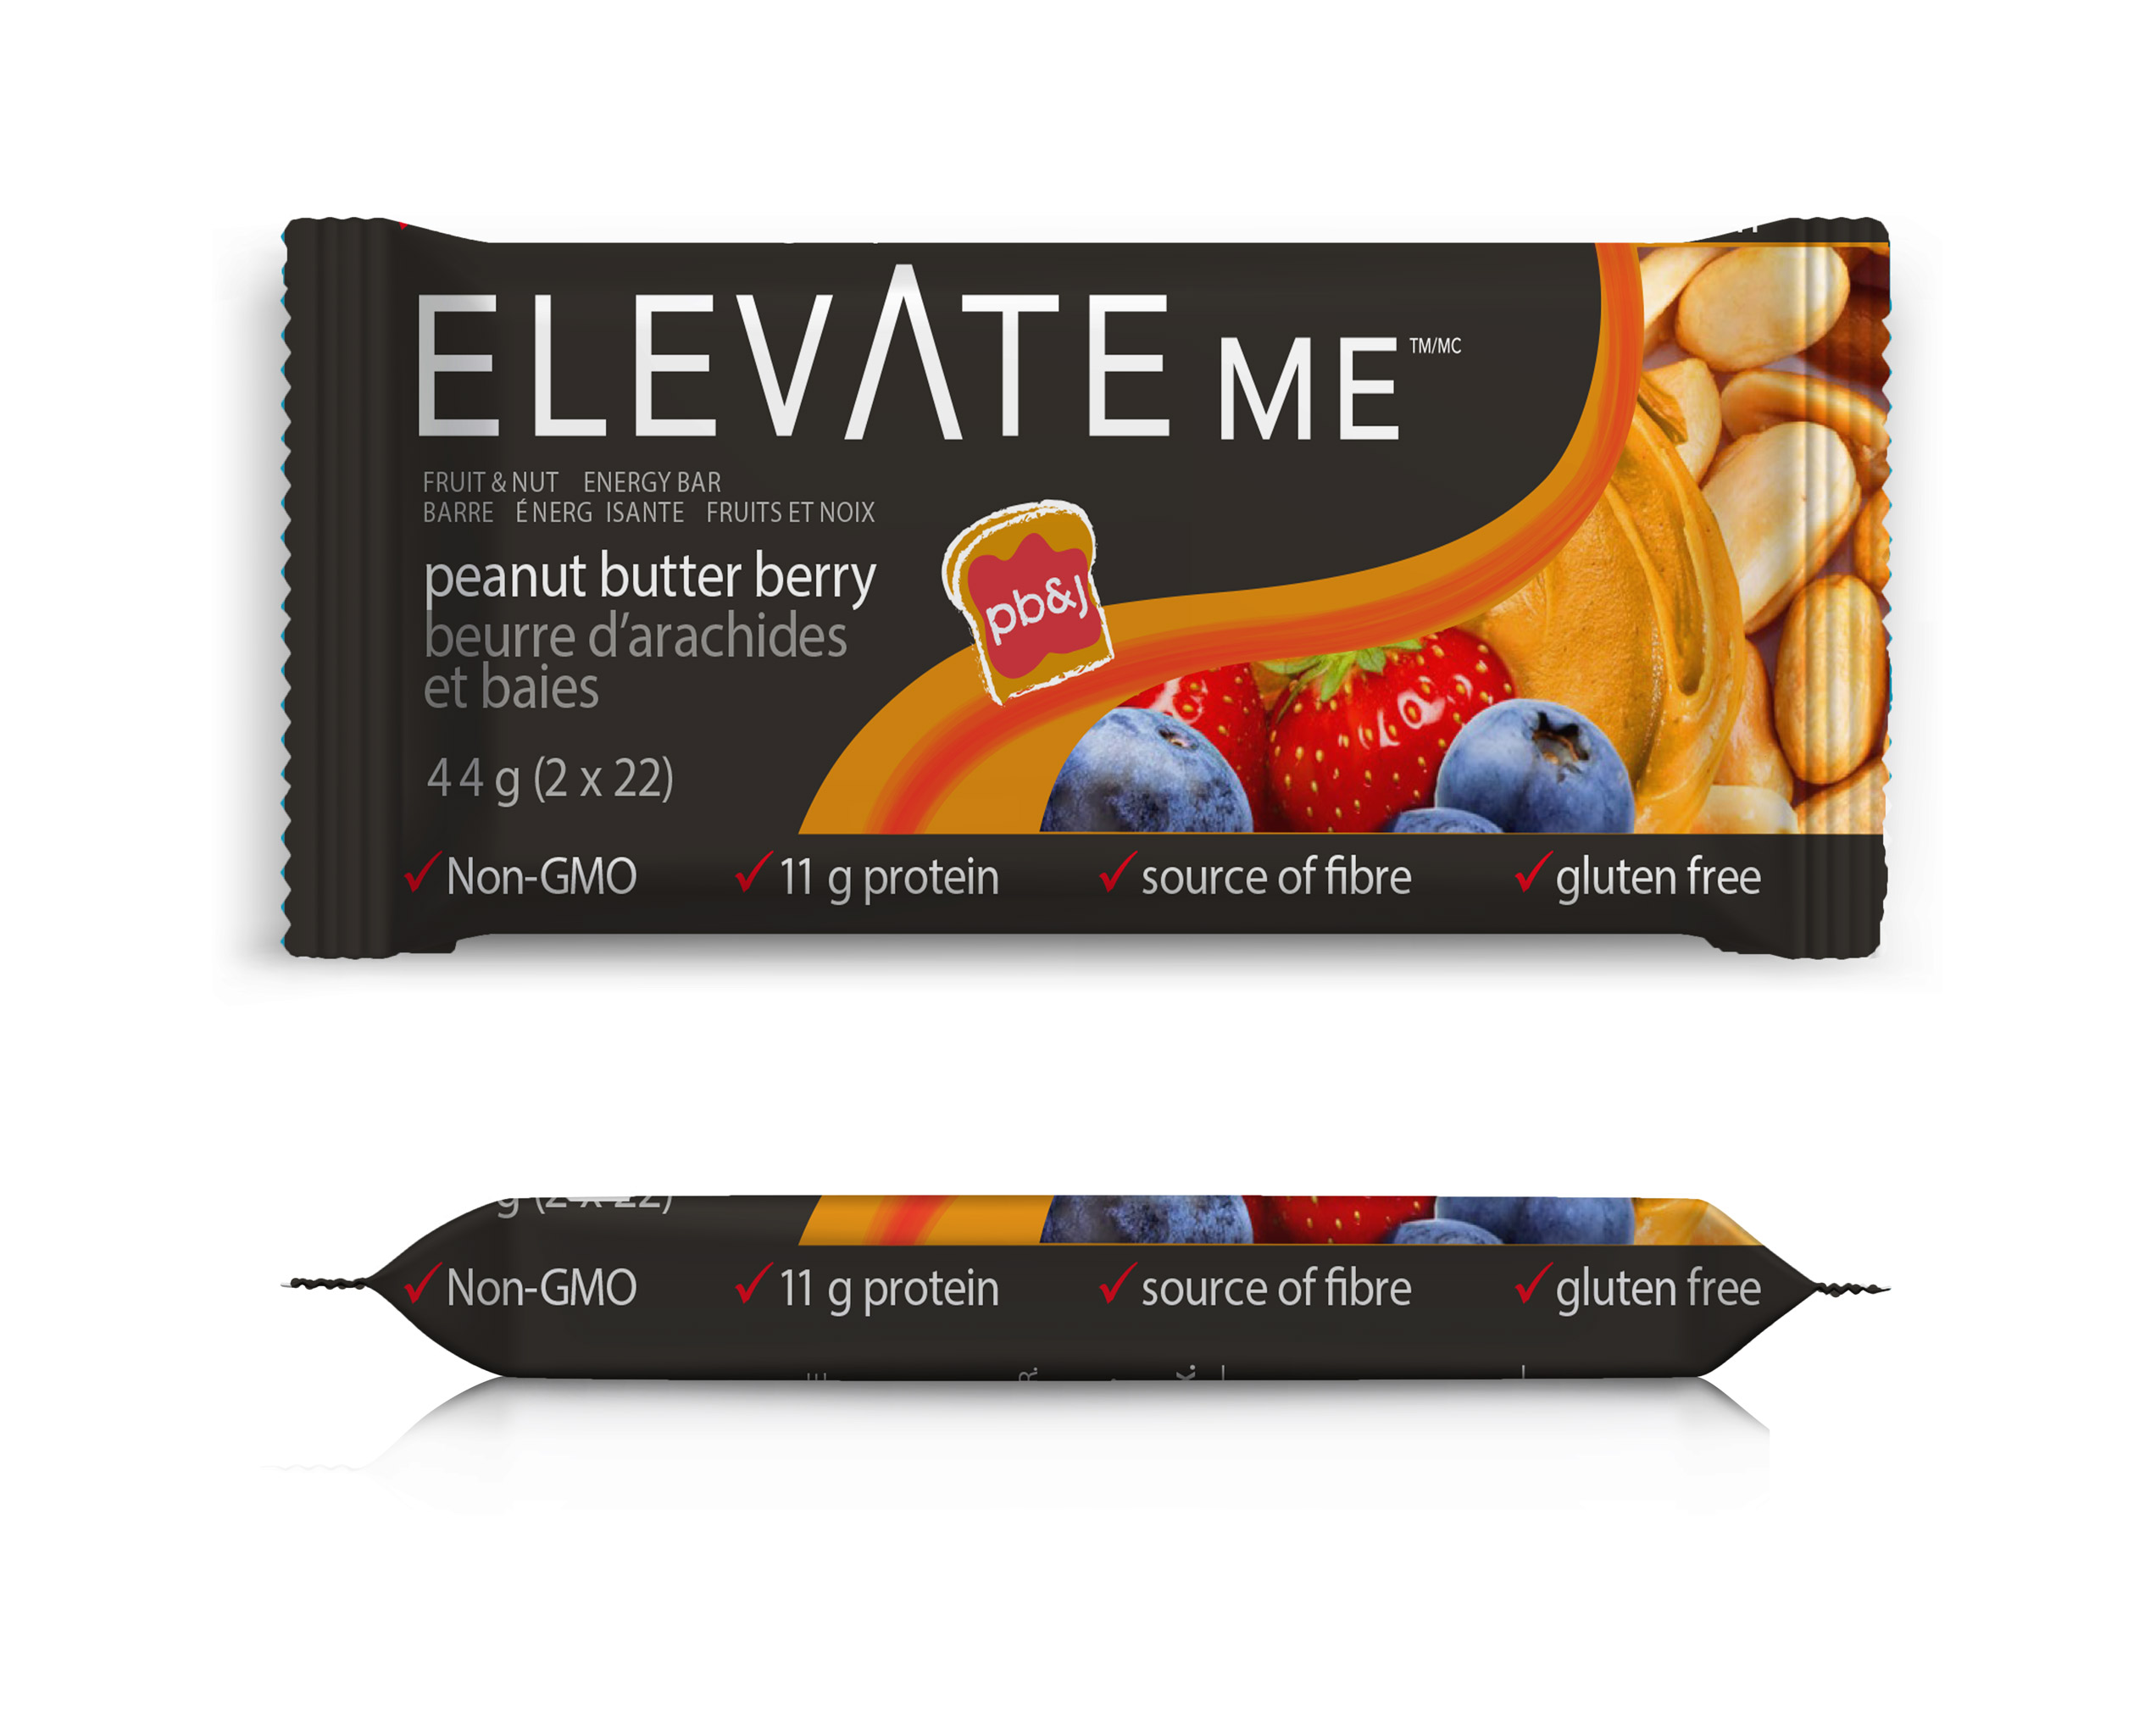 ELEVATE ME TM/MC
FRUIT & NUT ENERGY BAR
BARRE ÉNERG ISANTE FRUITS ET NOIX
peanut butter berry
beurre d'arachides
et baies
pb&j
44 g (2 x 22)
✓Non-GMO ✓11 g protein ✓source of fibre ✓gluten free
g (2 x 22)
✓Non-GMO ✓11 g protein ✓source of fibre ✓gluten free